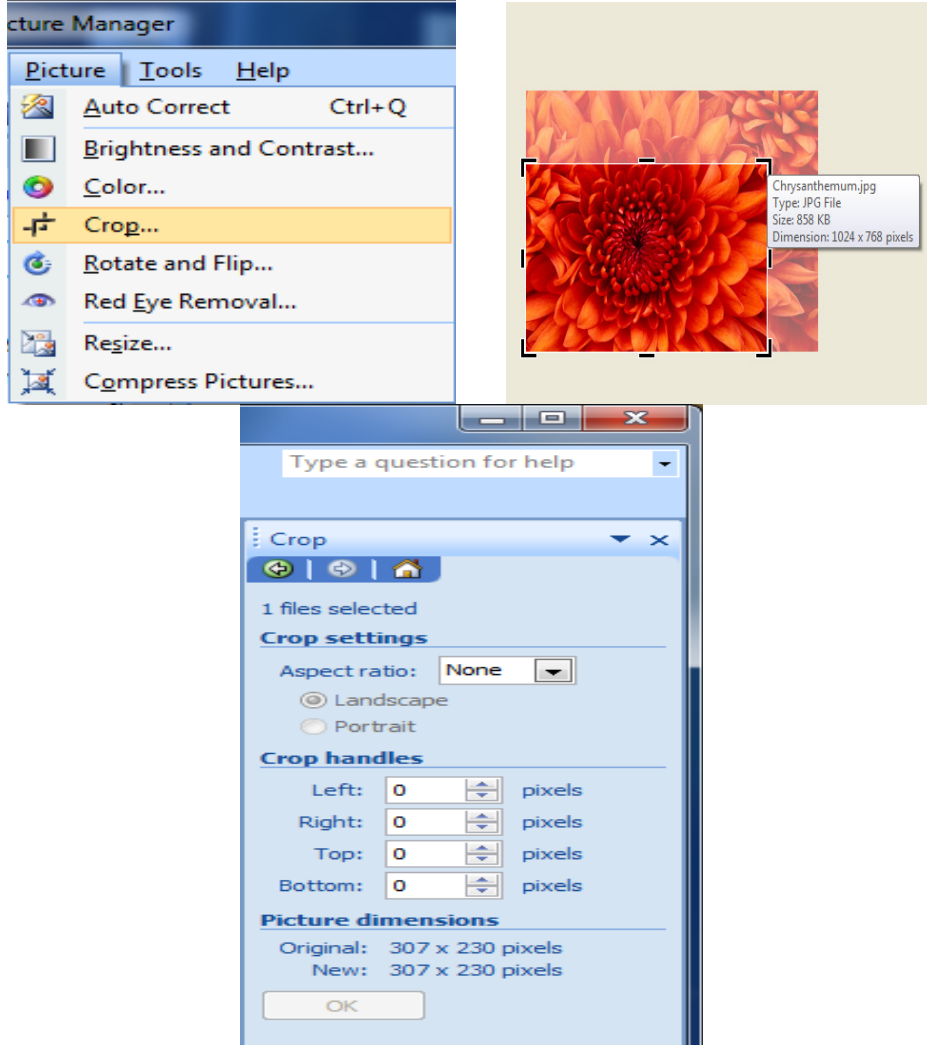 cture Manager
Picture Tools Help
Auto Correct Ctrl+Q
Brightness and Contrast...
Color...
Crop...
Rotate and Flip...
Red Eye Removal...
Resize...
Compress Pictures...
Chrysanthemum.jpg
Type: JPG File
Size: 858 KB
Dimension: 1024 x 768 pixels
Type a question for help
Crop
1 files selected
Crop settings
Aspect ratio: None
Landscape
Portrait
Crop handles
Left: 0 pixels
Right: 0 pixels
Top: 0 pixels
Bottom: 0 pixels
Picture dimensions
Original: 307 x 230 pixels
New: 307 x 230 pixels
OK